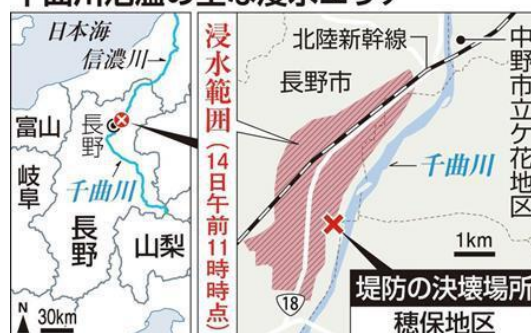 千曲川氾濫の主な浸水エリア
日本海
信濃川
富山
長野
千曲川
岐阜
長野
山梨
N
30km
浸水範囲（14日午前11時時点）
北陸新幹線
長野市
中野市立ケ花地区
千曲川
1km
18
堤防の決壊場所
穂保地区